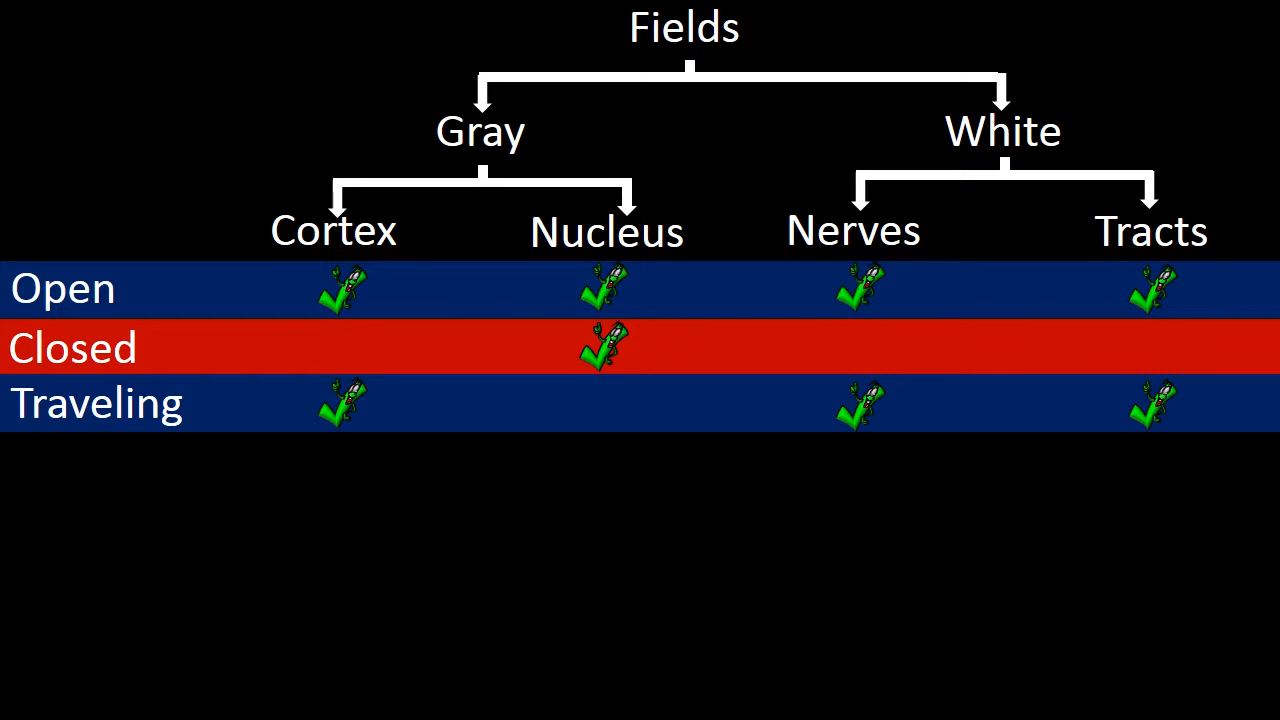 Fields
Gray White
Cortex Nucleus Nerves Tracts
Open
Closed
Traveling